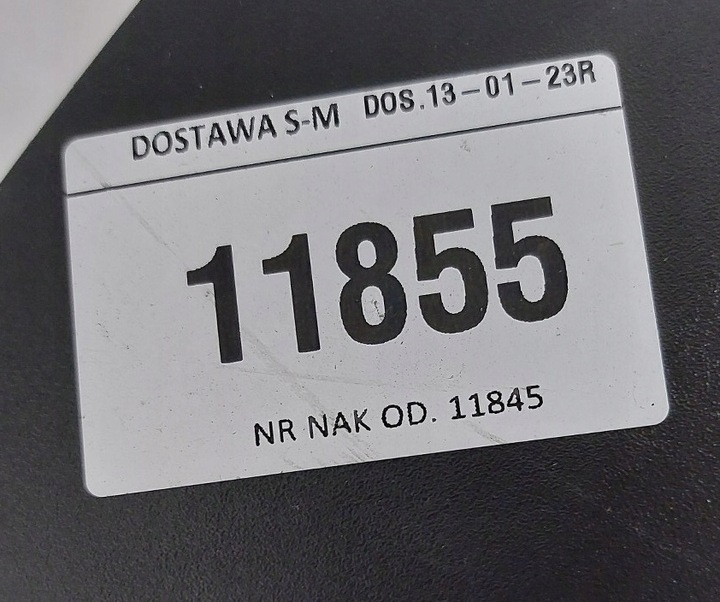 DOSTAWA S-M DOS.13-01-23R
11855
NR NAK OD. 11845